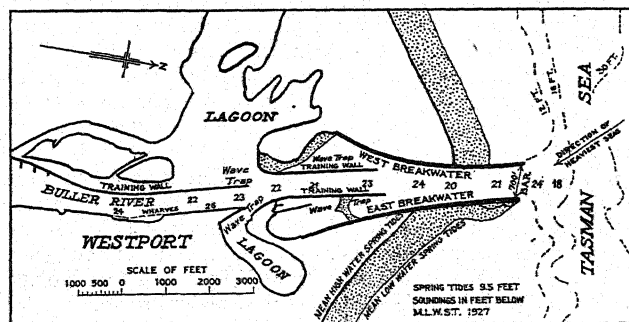 N
LAGOON
SEA
12 FT.
18 FT.
30 FT.
DIRECTION OF
HEAVIEST SEAS
Wave Trap
WEST BREAKWATER
TRAINING WALL
Wave
Trap
TRAINING WALL
BULLER RIVER
22
23
22
TRAINING WALL
23
24
20
21
700'
BAR
24
18
24
WHARVES
25
Wave Trap
EAST BREAKWATER
Wave Trap
WESTPORT
LAGOON
TASMAN
SCALE OF FEET
1000 500 0 1000 2000 3000
MEAN HIGH WATER SPRING TIDES
MEAN LOW WATER SPRING TIDES
SPRING TIDES 9.5 FEET
SOUNDINGS IN FEET BELOW
M.L.W.S.T. 1927